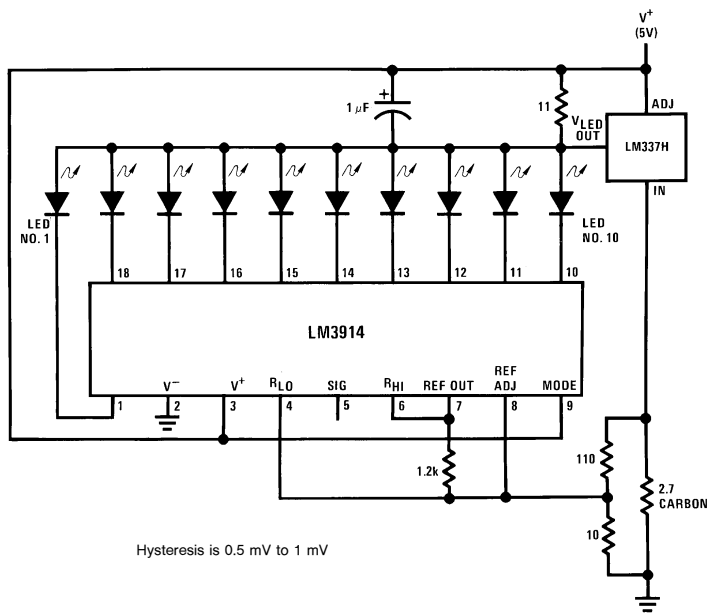 V+
(5V)
+
1 μF
11
VLED
OUT
ADJ
LM337H
IN
LED
NO. 1
LED
NO. 10
18 17 16 15 14 13 12 11 10
LM3914
V− V+ RLO SIG RHI REF OUT REF ADJ MODE
1 2 3 4 5 6 7 8 9
1.2k
110
2.7
CARBON
10
Hysteresis is 0.5 mV to 1 mV